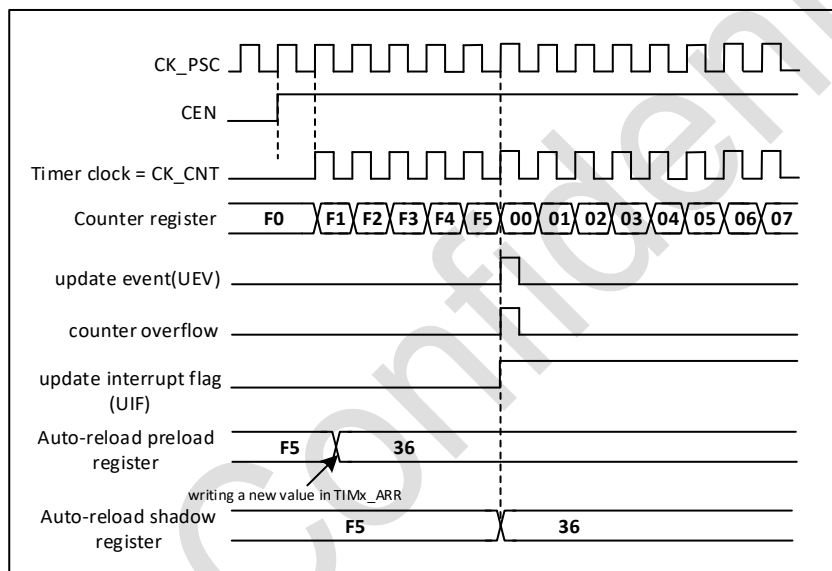 CK_PSC
CEN
Timer clock = CK_CNT
Counter register
F0 F1 F2 F3 F4 F5 00 01 02 03 04 05 06 07
update event(UEV)
counter overflow
update interrupt flag
(UIF)
Auto-reload preload
register
F5 36
writing a new value in TIMx_ARR
Auto-reload shadow
register
F5 36
Confident